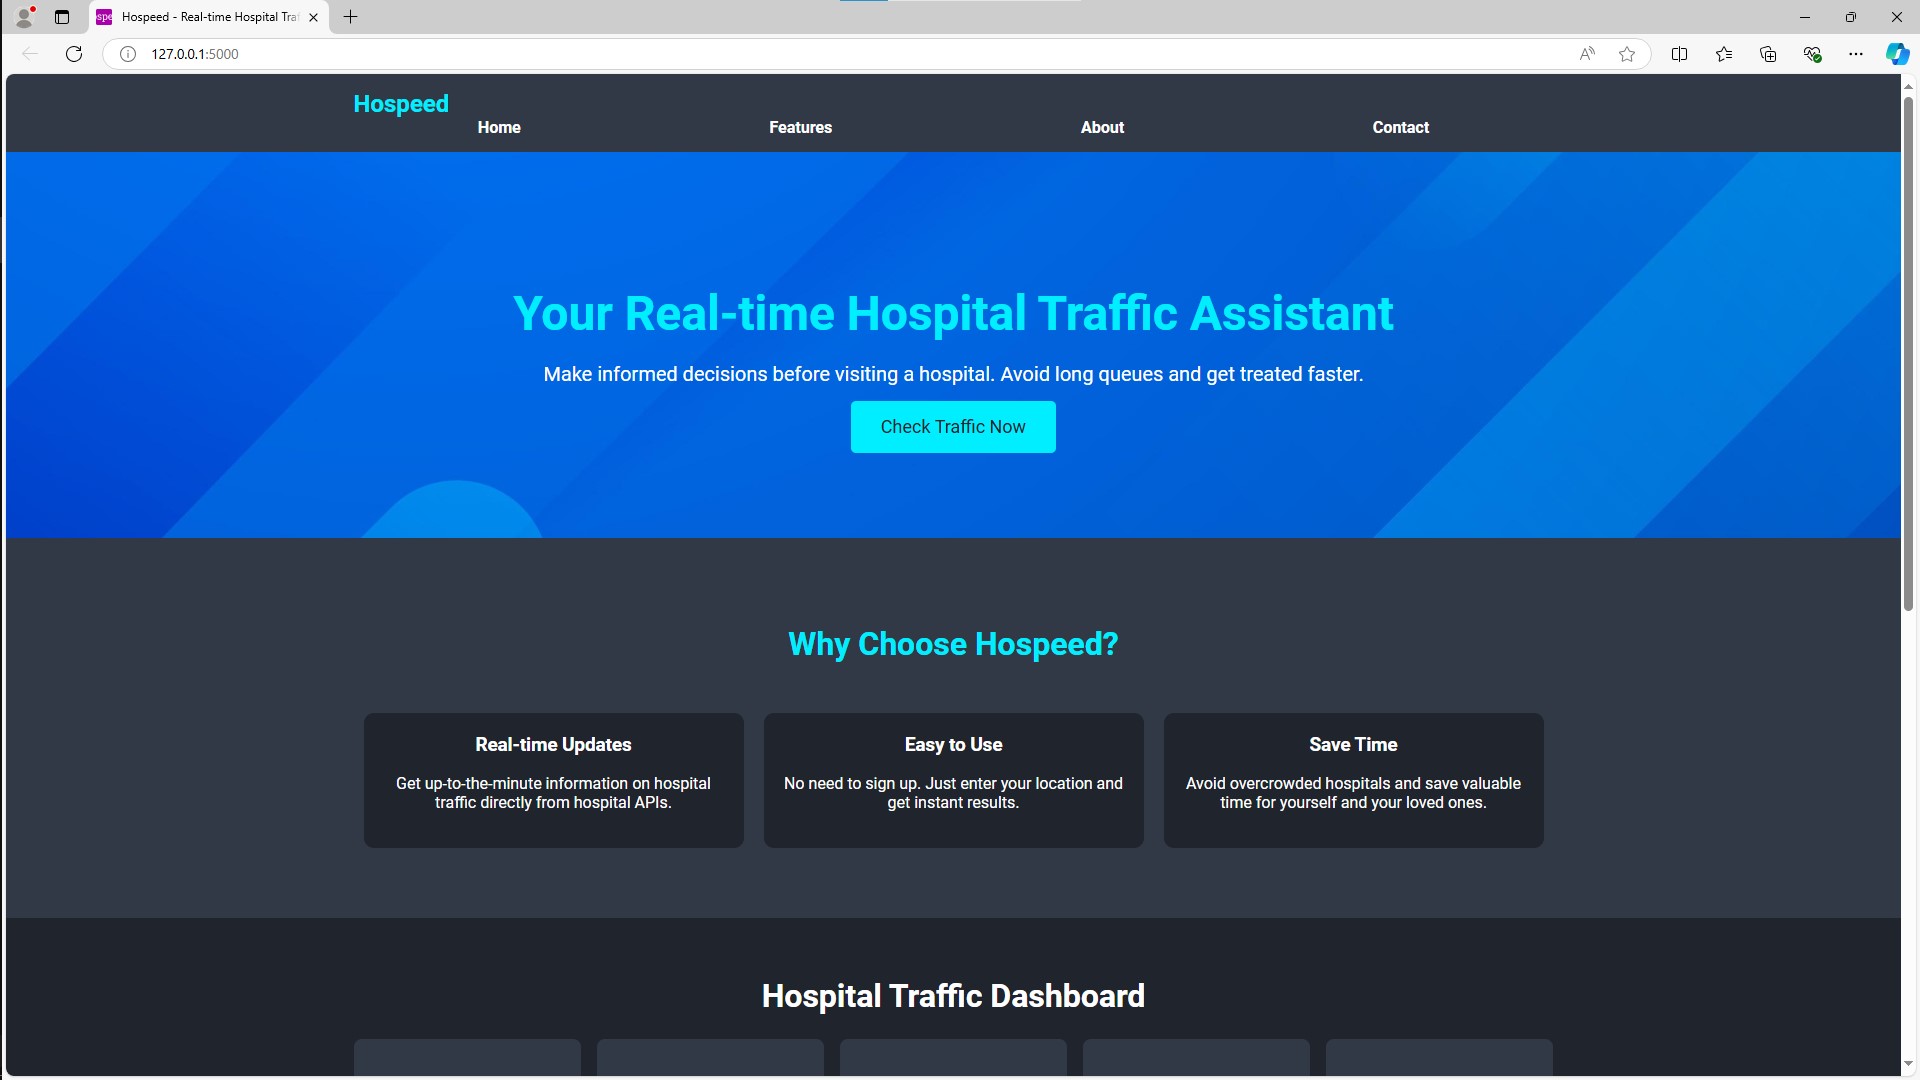 Hospeed - Real-time Hospital Tra
127.0.0.1:5000
Hospeed
Home Features About Contact
Your Real-time Hospital Traffic Assistant
Make informed decisions before visiting a hospital. Avoid long queues and get treated faster.
Check Traffic Now
Why Choose Hospeed?
Real-time Updates
Get up-to-the-minute information on hospital
traffic directly from hospital APIs.
Easy to Use
No need to sign up. Just enter your location and
get instant results.
Save Time
Avoid overcrowded hospitals and save valuable
time for yourself and your loved ones.
Hospital Traffic Dashboard